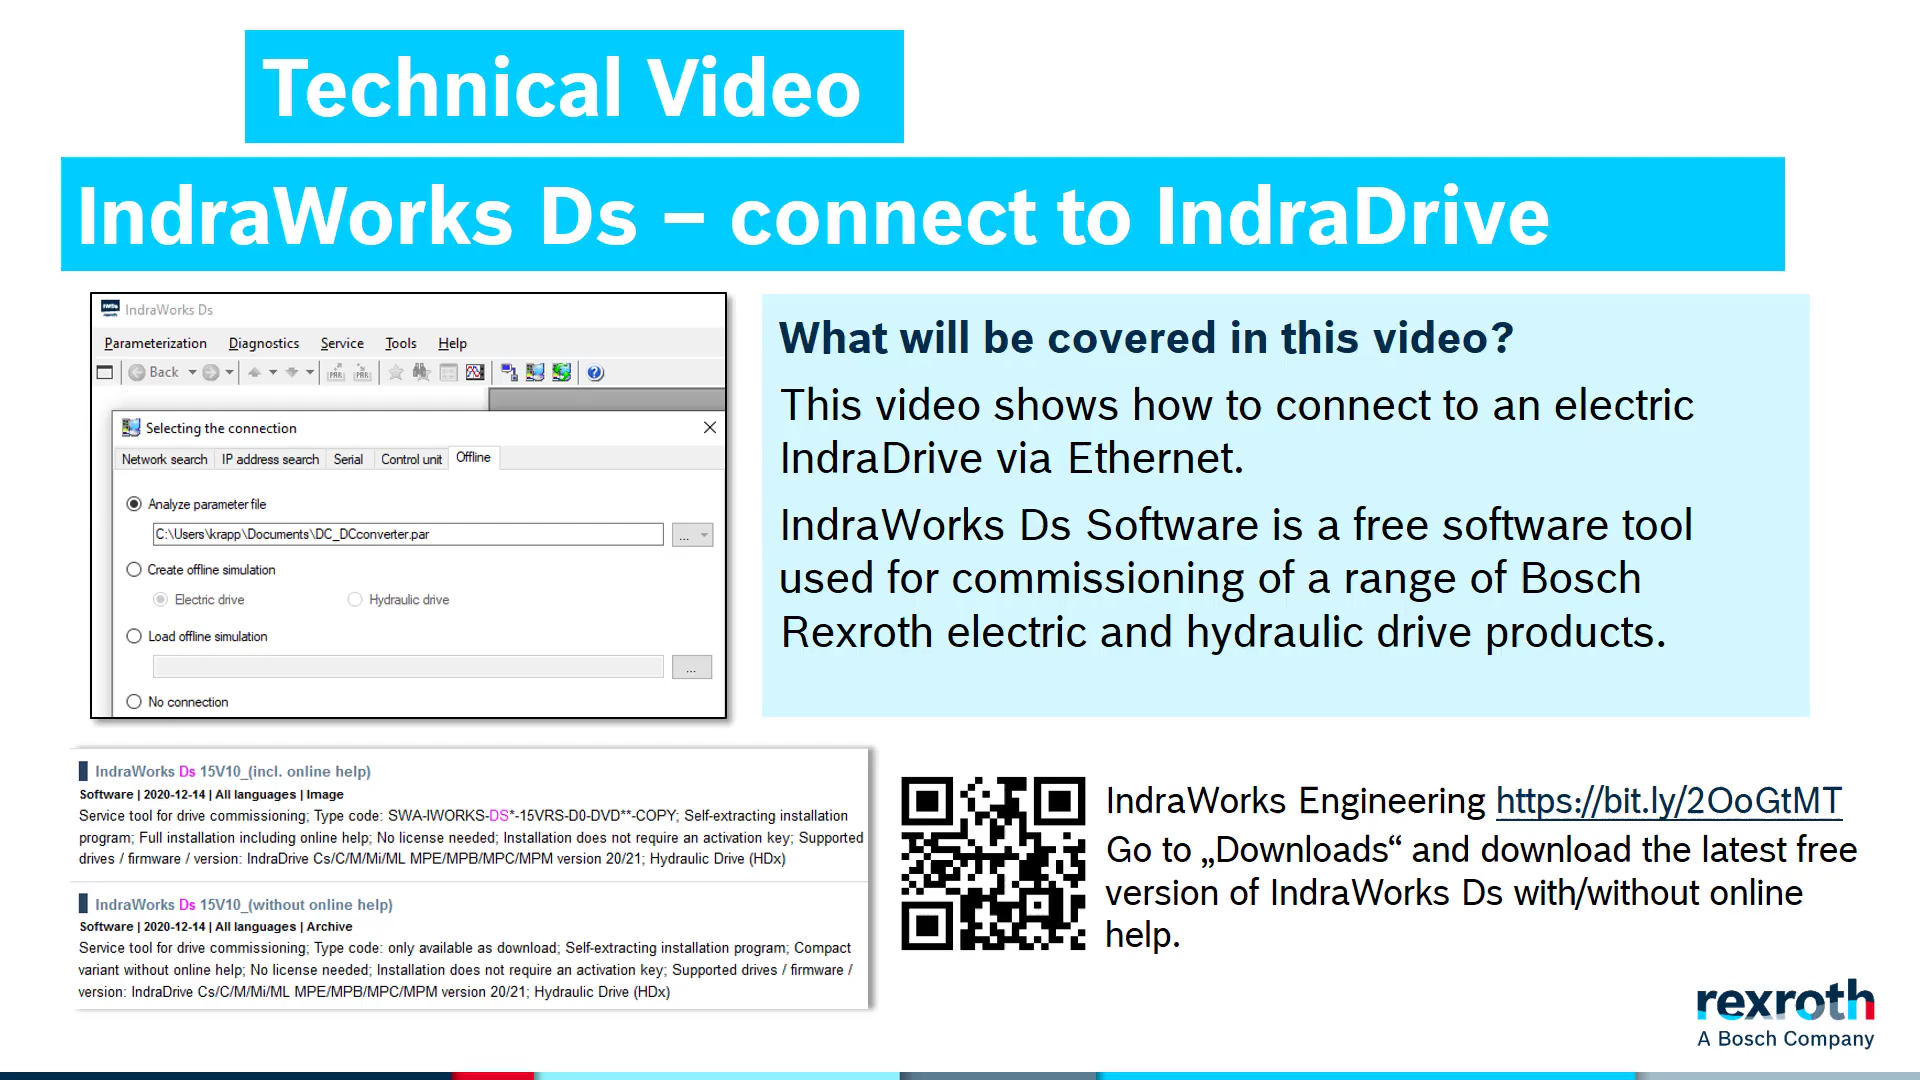 Technical Video
IndraWorks Ds – connect to IndraDrive
IndraWorks Ds
Parameterization Diagnostics Service Tools Help
Back
Selecting the connection
Network search IP address search Serial Control unit Offline
Analyze parameter file
C:\Users\krapp\Documents\DC_DCconverter.par
...
Create offline simulation
Electric drive Hydraulic drive
Load offline simulation
...
No connection
What will be covered in this video?
This video shows how to connect to an electric
IndraDrive via Ethernet.
IndraWorks Ds Software is a free software tool
used for commissioning of a range of Bosch
Rexroth electric and hydraulic drive products.
IndraWorks Ds 15V10_(incl. online help)
Software | 2020-12-14 | All languages | Image
Service tool for drive commissioning; Type code: SWA-IWORKS-DS*-15VRS-D0-DVD**-COPY; Self-extracting installation
program; Full installation including online help; No license needed; Installation does not require an activation key; Supported
drives / firmware / version: IndraDrive Cs/C/M/Mi/ML MPE/MPB/MPC/MPM version 20/21; Hydraulic Drive (HDx)
IndraWorks Ds 15V10_(without online help)
Software | 2020-12-14 | All languages | Archive
Service tool for drive commissioning; Type code: only available as download; Self-extracting installation program; Compact
variant without online help; No license needed; Installation does not require an activation key; Supported drives / firmware /
version: IndraDrive Cs/C/M/Mi/ML MPE/MPB/MPC/MPM version 20/21; Hydraulic Drive (HDx)
IndraWorks Engineering https://bit.ly/2OoGtMT
Go to „Downloads“ and download the latest free
version of IndraWorks Ds with/without online
help.
rexroth
A Bosch Company